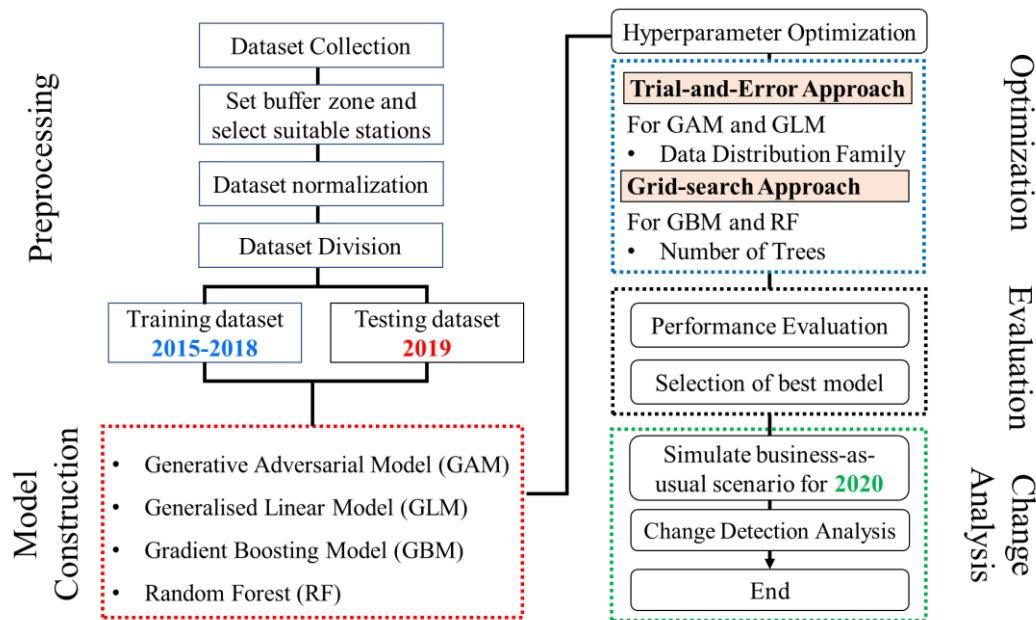 Preprocessing
Dataset Collection
Set buffer zone and
select suitable stations
Dataset normalization
Dataset Division
Training dataset
2015-2018
Testing dataset
2019
Model
Construction
• Generative Adversarial Model (GAM)
• Generalised Linear Model (GLM)
• Gradient Boosting Model (GBM)
• Random Forest (RF)
Hyperparameter Optimization
Optimization
Trial-and-Error Approach
For GAM and GLM
• Data Distribution Family
Grid-search Approach
For GBM and RF
• Number of Trees
Evaluation
Performance Evaluation
Selection of best model
Change
Analysis
Simulate business-as-
usual scenario for 2020
Change Detection Analysis
End